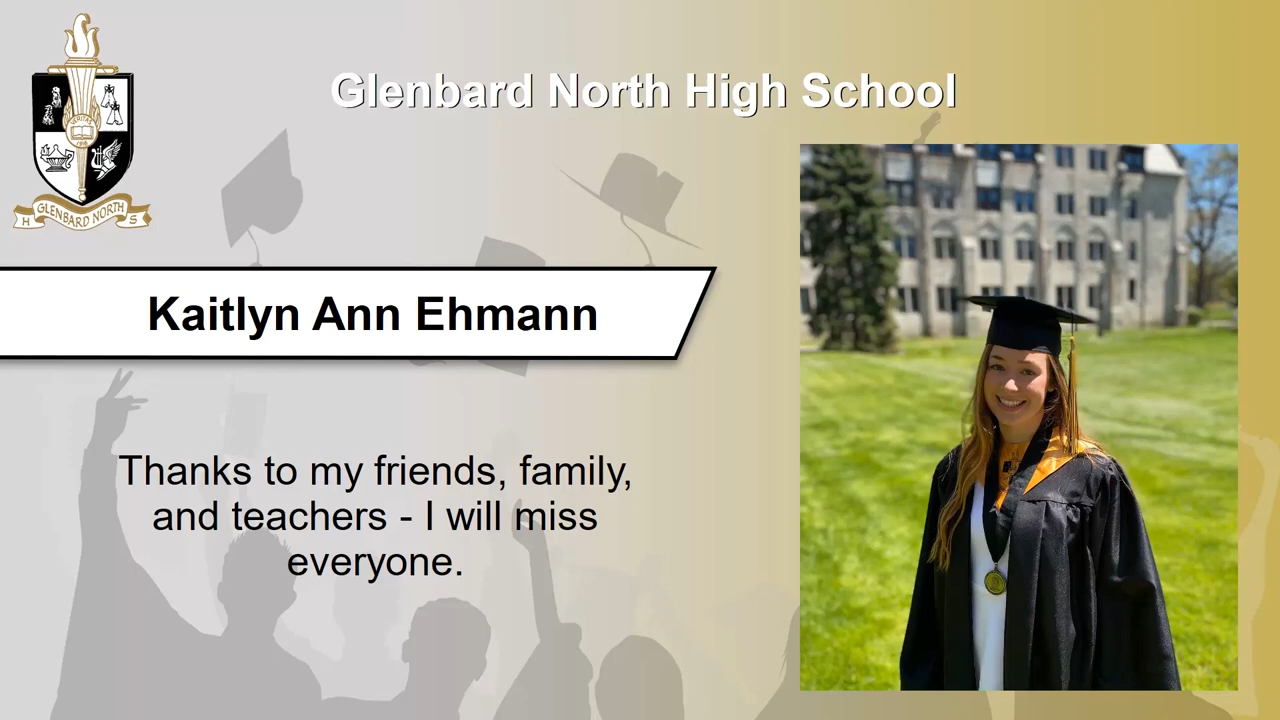 Glenbard North High School
VERITAS
GLENBARD NORTH
H S
Kaitlyn Ann Ehmann
Thanks to my friends, family,
and teachers - I will miss
everyone.